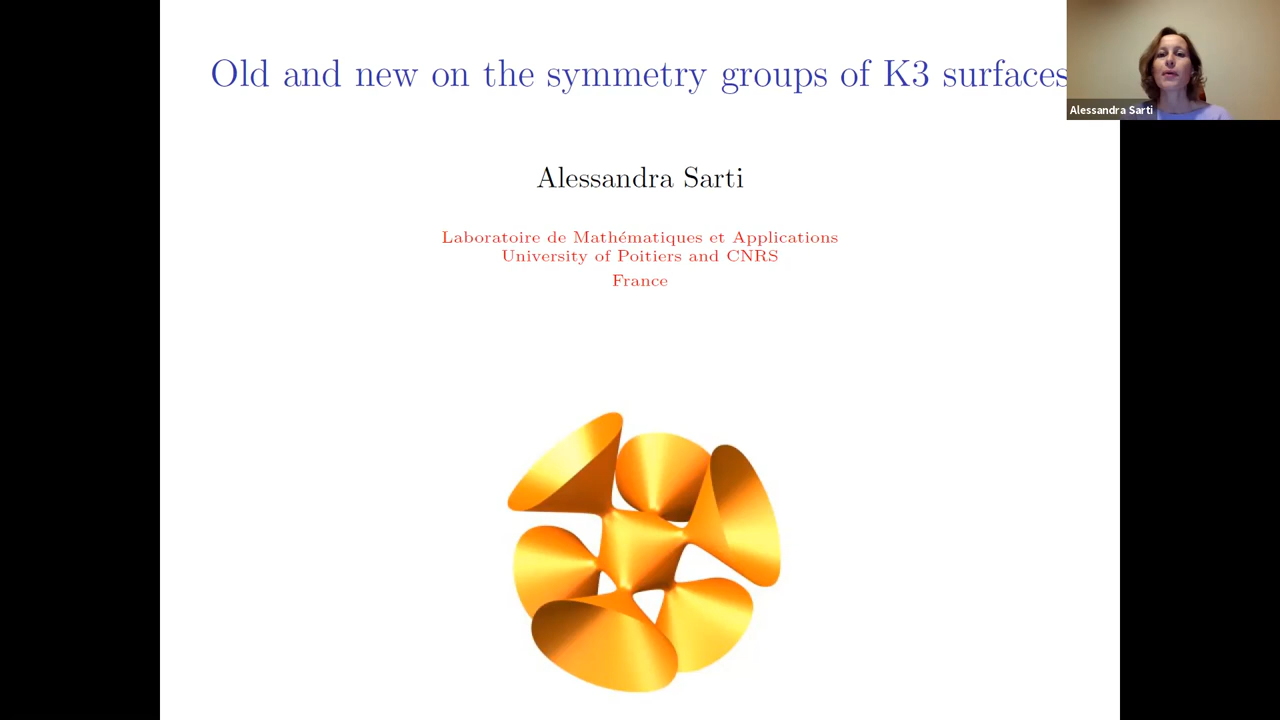 Old and new on the symmetry groups of K3 surfaces
Alessandra Sarti
Alessandra Sarti
Laboratoire de Mathématiques et Applications
University of Poitiers and CNRS
France